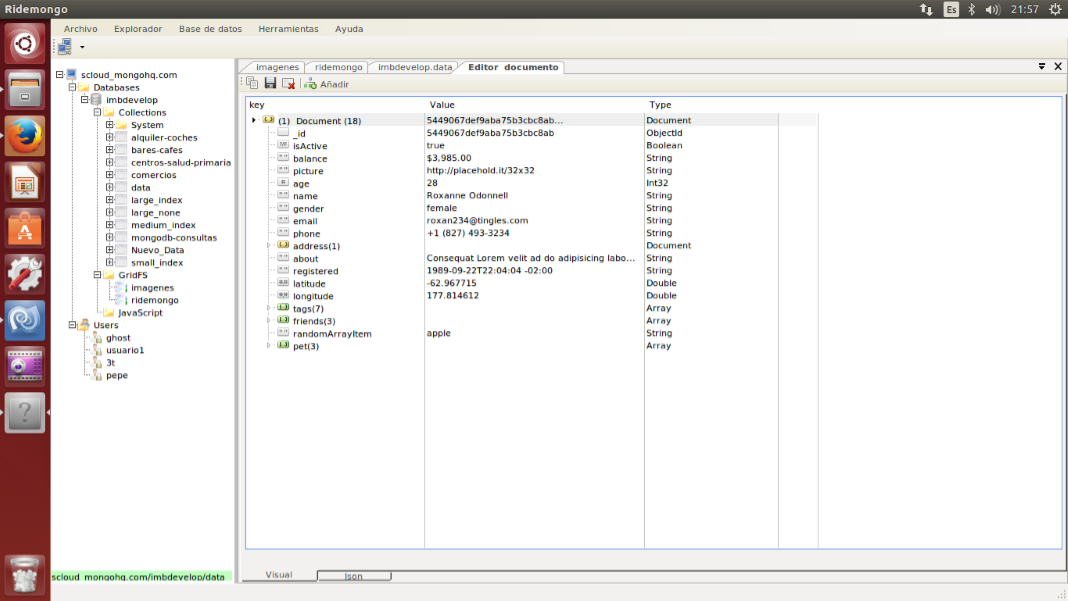 Ridemongo
Es 21:57
Archivo Explorador Base de datos Herramientas Ayuda
scloud_mongohq.com
Databases
imbdevelop
Collections
System
alquiler-coches
bares-cafes
centros-salud-primaria
comercios
data
large_index
large_none
medium_index
mongodb-consultas
Nuevo_Data
small_index
GridFS
imagenes
ridemongo
JavaScript
Users
ghost
usuario1
3t
pepe
scloud_mongohq.com/imbdevelop/data
imagenes ridemongo imbdevelop.data Editor documento
Añadir
key Value Type
(1) Document (18) 5449067def9aba75b3cbc8ab... Document
_id 5449067def9aba75b3cbc8ab ObjectId
isActive true Boolean
balance $3,985.00 String
picture http://placehold.it/32x32 String
age 28 Int32
name Roxanne Odonnell String
gender female String
email roxan234@tingles.com String
phone +1 (827) 493-3234 String
address(1) Document
about Consequat Lorem velit ad do adipisicing labo... String
registered 1989-09-22T22:04:04 -02:00 String
latitude -62.967715 Double
longitude 177.814612 Double
tags(7) Array
friends(3) Array
randomArrayItem apple String
pet(3) Array
Visual Json